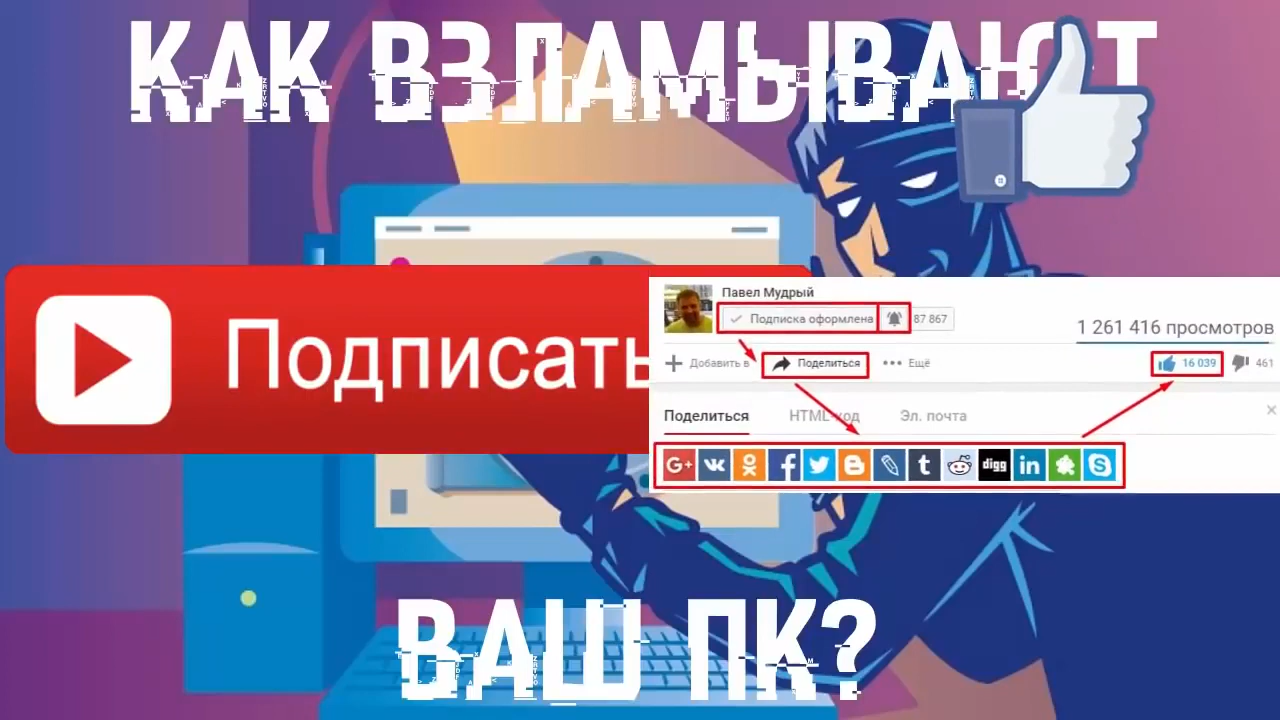 КАК ВЗЛАМЫВАЮТ
Подписать
Павел Мудрый
Подписка оформлена 87 867
1 261 416 просмотров
Добавить в Поделиться Ещё 16 039 461
Поделиться HTML-код Эл. почта
G+ digg in
ВАШ ПК?